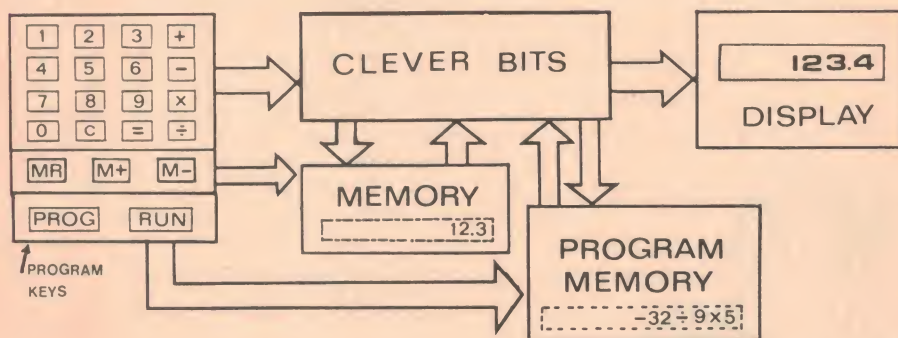 1 2 3 +
4 5 6 −
7 8 9 ×
0 C = ÷
MR M+ M−
PROG RUN
PROGRAM
KEYS
CLEVER BITS
MEMORY
12.3
PROGRAM
MEMORY
−32÷9×5
123.4
DISPLAY